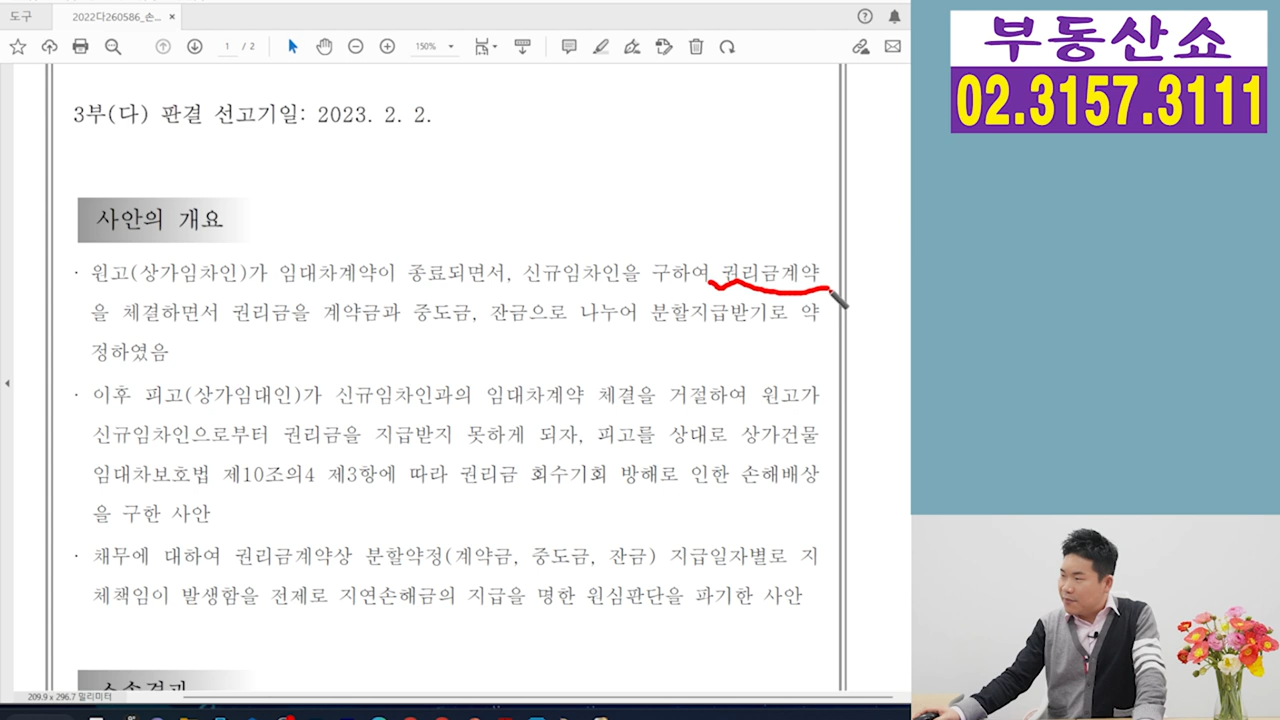 도구
2022다260586_손...
부동산쇼
02.3157.3111
1 / 2
150%
3부(다) 판결 선고기일: 2023. 2. 2.
사안의 개요
· 원고(상가임차인)가 임대차계약이 종료되면서, 신규임차인을 구하여 권리금계약
을 체결하면서 권리금을 계약금과 중도금, 잔금으로 나누어 분할지급받기로 약
정하였음
· 이후 피고(상가임대인)가 신규임차인과의 임대차계약 체결을 거절하여 원고가
신규임차인으로부터 권리금을 지급받지 못하게 되자, 피고를 상대로 상가건물
임대차보호법 제10조의4 제3항에 따라 권리금 회수기회 방해로 인한 손해배상
을 구한 사안
· 채무에 대하여 권리금계약상 분할약정(계약금, 중도금, 잔금) 지급일자별로 지
체책임이 발생함을 전제로 지연손해금의 지급을 명한 원심판단을 파기한 사안
209.9 x 296.7 밀리미터